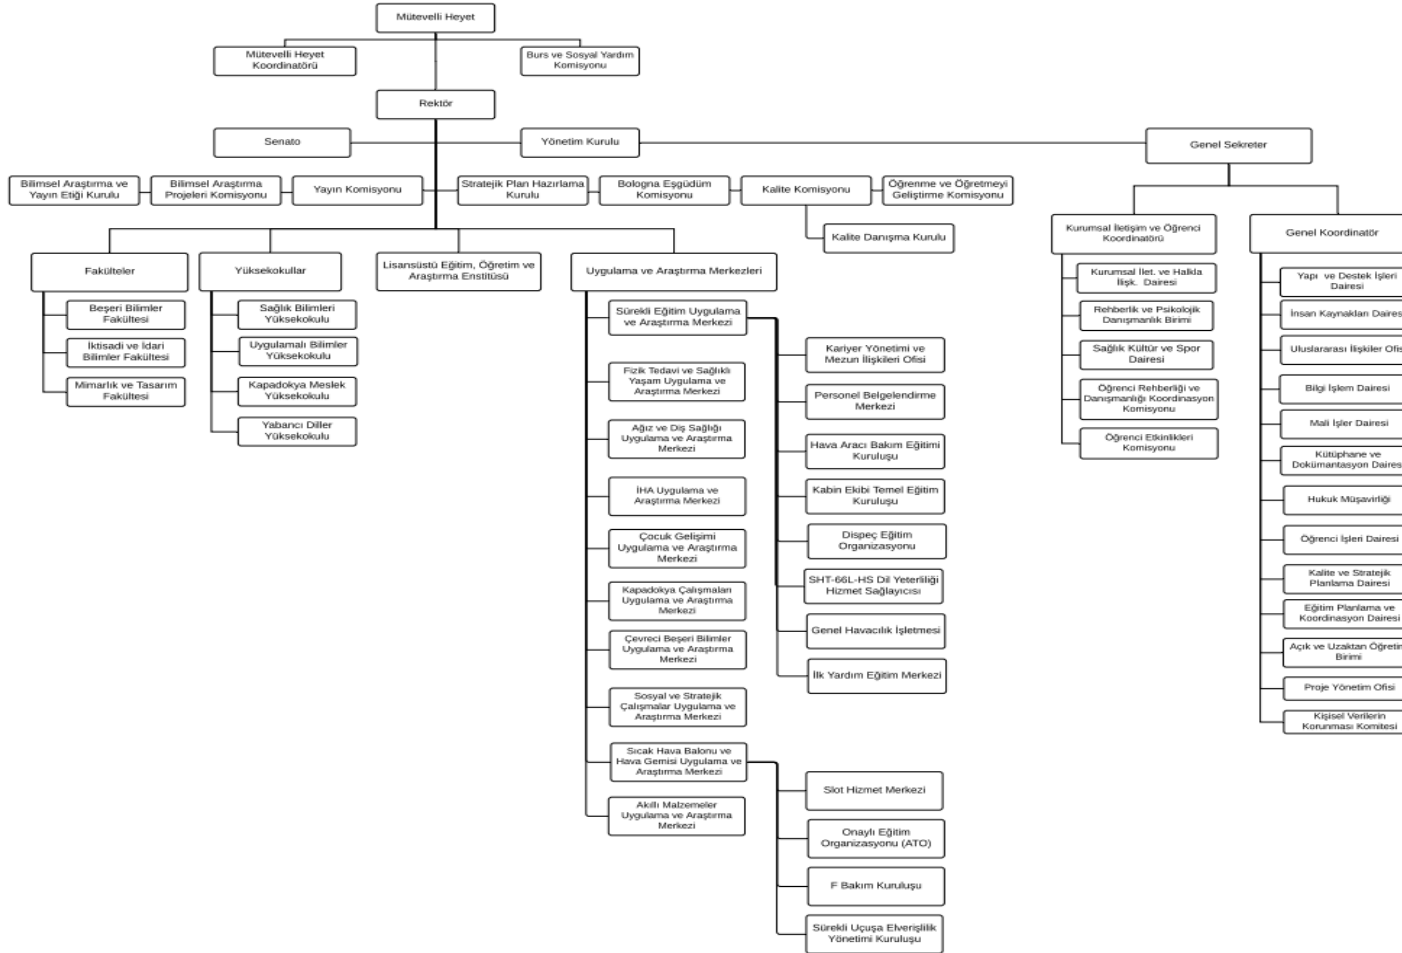 Mütevelli Heyet
Mütevelli Heyet
Koordinatörü
Burs ve Sosyal Yardım
Komisyonu
Rektör
Senato
Yönetim Kurulu
Genel Sekreter
Bilimsel Araştırma ve
Yayın Etiği Kurulu
Bilimsel Araştırma
Projeleri Komisyonu
Yayın Komisyonu
Stratejik Plan Hazırlama
Kurulu
Bologna Eşgüdüm
Komisyonu
Kalite Komisyonu
Öğrenme ve Öğretmeyi
Geliştirme Komisyonu
Kalite Danışma Kurulu
Fakülteler
Beşeri Bilimler
Fakültesi
İktisadi ve İdari
Bilimler Fakültesi
Mimarlık ve Tasarım
Fakültesi
Yüksekokullar
Sağlık Bilimleri
Yüksekokulu
Uygulamalı Bilimler
Yüksekokulu
Kapadokya Meslek
Yüksekokulu
Yabancı Diller
Yüksekokulu
Lisansüstü Eğitim, Öğretim ve
Araştırma Enstitüsü
Uygulama ve Araştırma Merkezleri
Sürekli Eğitim Uygulama
ve Araştırma Merkezi
Fizik Tedavi ve Sağlıklı
Yaşam Uygulama ve
Araştırma Merkezi
Ağız ve Diş Sağlığı
Uygulama ve Araştırma
Merkezi
İHA Uygulama ve
Araştırma Merkezi
Çocuk Gelişimi
Uygulama ve Araştırma
Merkezi
Kapadokya Çalışmaları
Uygulama ve Araştırma
Merkezi
Çevreci Beşeri Bilimler
Uygulama ve Araştırma
Merkezi
Sosyal ve Stratejik
Çalışmalar Uygulama ve
Araştırma Merkezi
Sıcak Hava Balonu ve
Hava Gemisi Uygulama ve
Araştırma Merkezi
Akıllı Malzemeler
Uygulama ve Araştırma
Merkezi
Kariyer Yönetimi ve
Mezun İlişkileri Ofisi
Personel Belgelendirme
Merkezi
Hava Aracı Bakım Eğitimi
Kuruluşu
Kabin Ekibi Temel Eğitim
Kuruluşu
Dispeç Eğitim
Organizasyonu
SHT-66L-HS Dil Yeterliliği
Hizmet Sağlayıcısı
Genel Havacılık İşletmesi
İlk Yardım Eğitim Merkezi
Slot Hizmet Merkezi
Onaylı Eğitim
Organizasyonu (ATO)
F Bakım Kuruluşu
Sürekli Uçuşa Elverişlilik
Yönetimi Kuruluşu
Kurumsal İletişim ve Öğrenci
Koordinatörü
Kurumsal İlet. ve Halkla
İlişk. Dairesi
Rehberlik ve Psikolojik
Danışmanlık Birimi
Sağlık Kültür ve Spor
Dairesi
Öğrenci Rehberliği ve
Danışmanlığı Koordinasyon
Komisyonu
Öğrenci Etkinlikleri
Komisyonu
Genel Koordinatör
Yapı ve Destek İşleri
Dairesi
İnsan Kaynakları Dairesi
Uluslararası İlişkiler Ofisi
Bilgi İşlem Dairesi
Mali İşler Dairesi
Kütüphane ve
Dokümantasyon Dairesi
Hukuk Müşavirliği
Öğrenci İşleri Dairesi
Kalite ve Stratejik
Planlama Dairesi
Eğitim Planlama ve
Koordinasyon Dairesi
Açık ve Uzaktan Öğretim
Birimi
Proje Yönetim Ofisi
Kişisel Verilerin
Korunması Komitesi